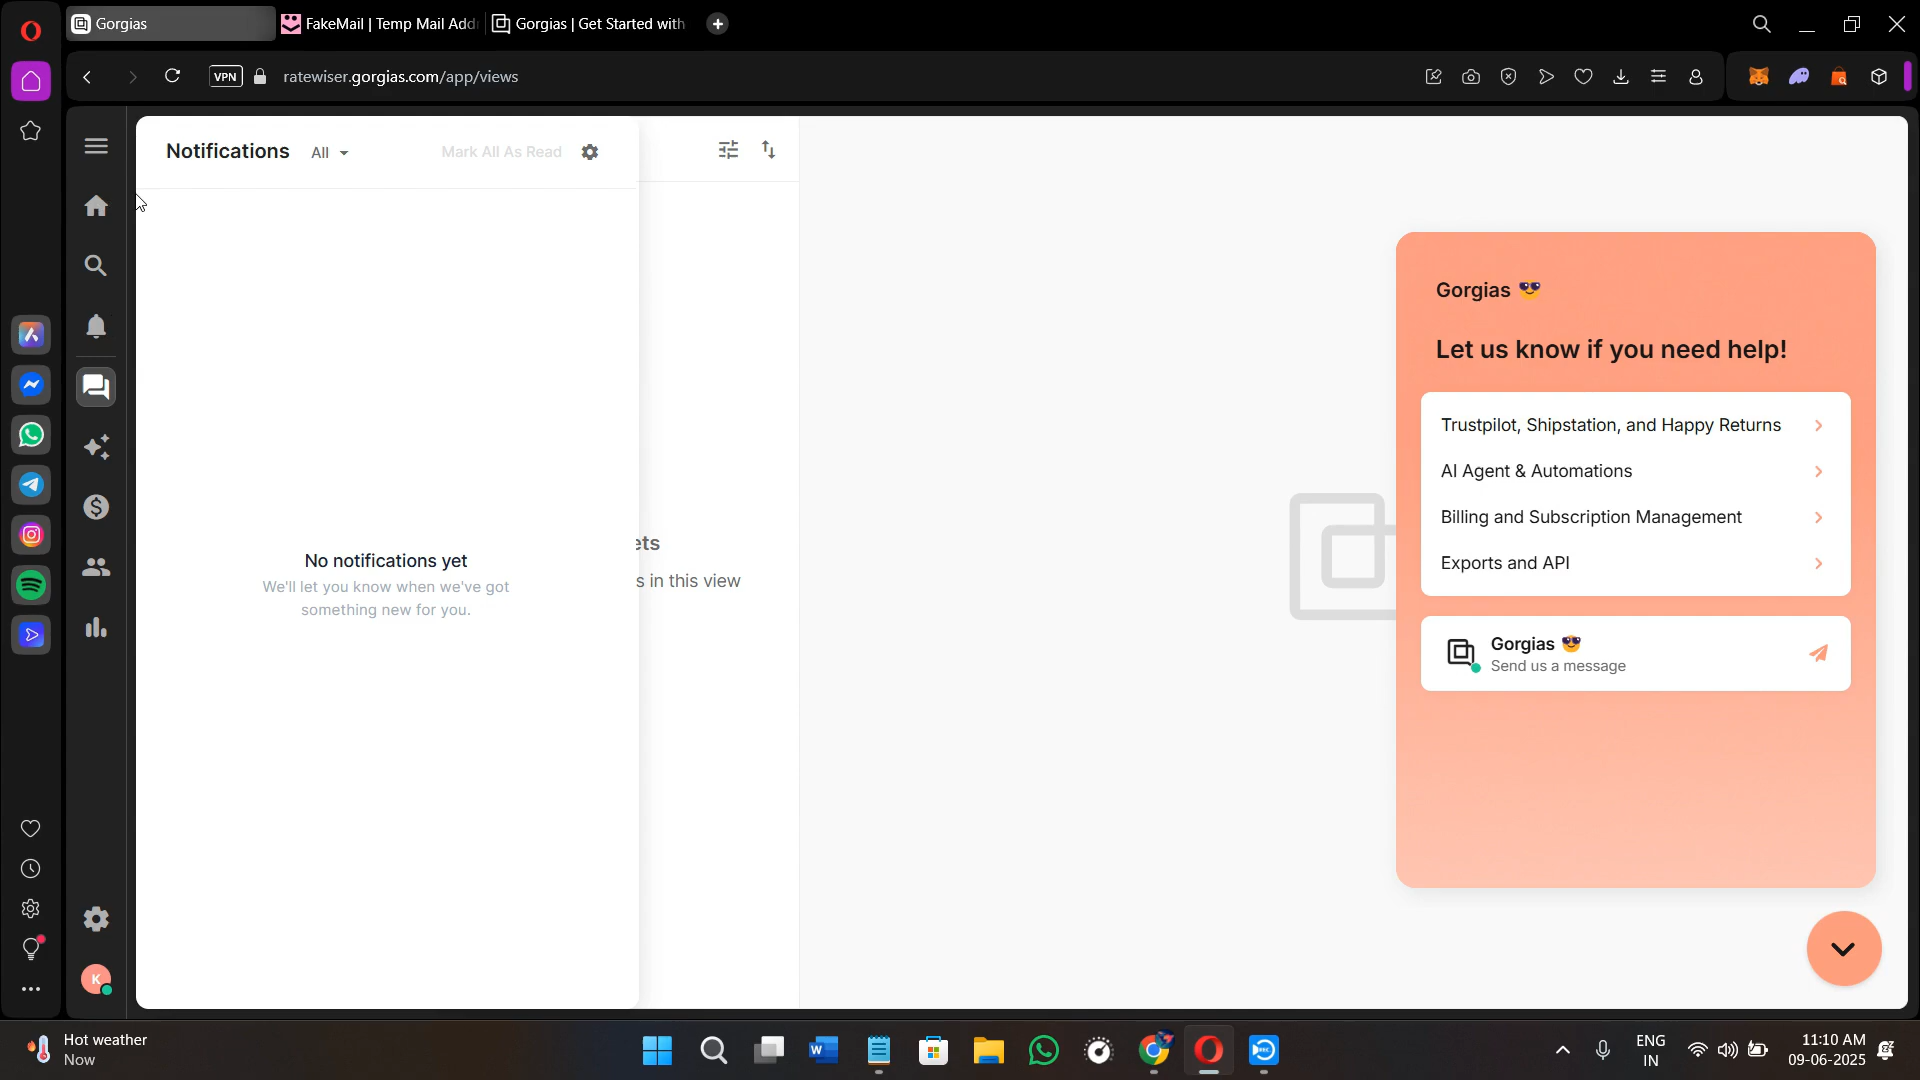 Gorgias
FakeMail | Temp Mail Add
Gorgias | Get Started with
VPN
ratewiser.gorgias.com/app/views
Notifications
All
Mark All As Read
ets
s in this view
No notifications yet
We'll let you know when we've got
something new for you.
Gorgias 😎
Let us know if you need help!
Trustpilot, Shipstation, and Happy Returns
AI Agent & Automations
Billing and Subscription Management
Exports and API
Gorgias 😎
Send us a message
K
Hot weather
Now
ENG
IN
11:10 AM
09-06-2025